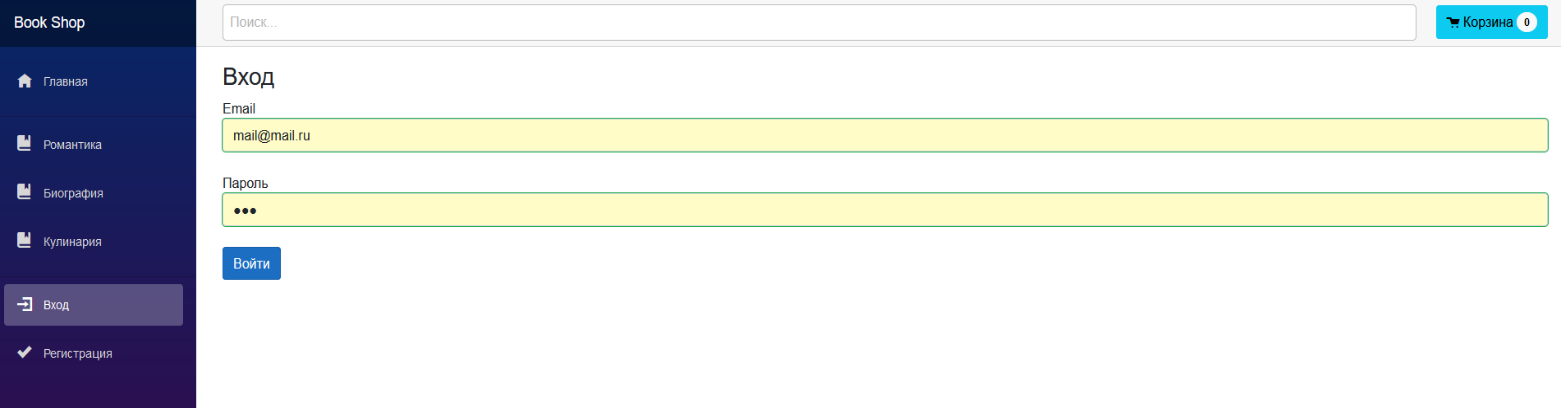 Book Shop
Поиск...
Корзина 0
Главная
Романтика
Биография
Кулинария
Вход
Регистрация
Вход
Email
mail@mail.ru
Пароль
•••
Войти